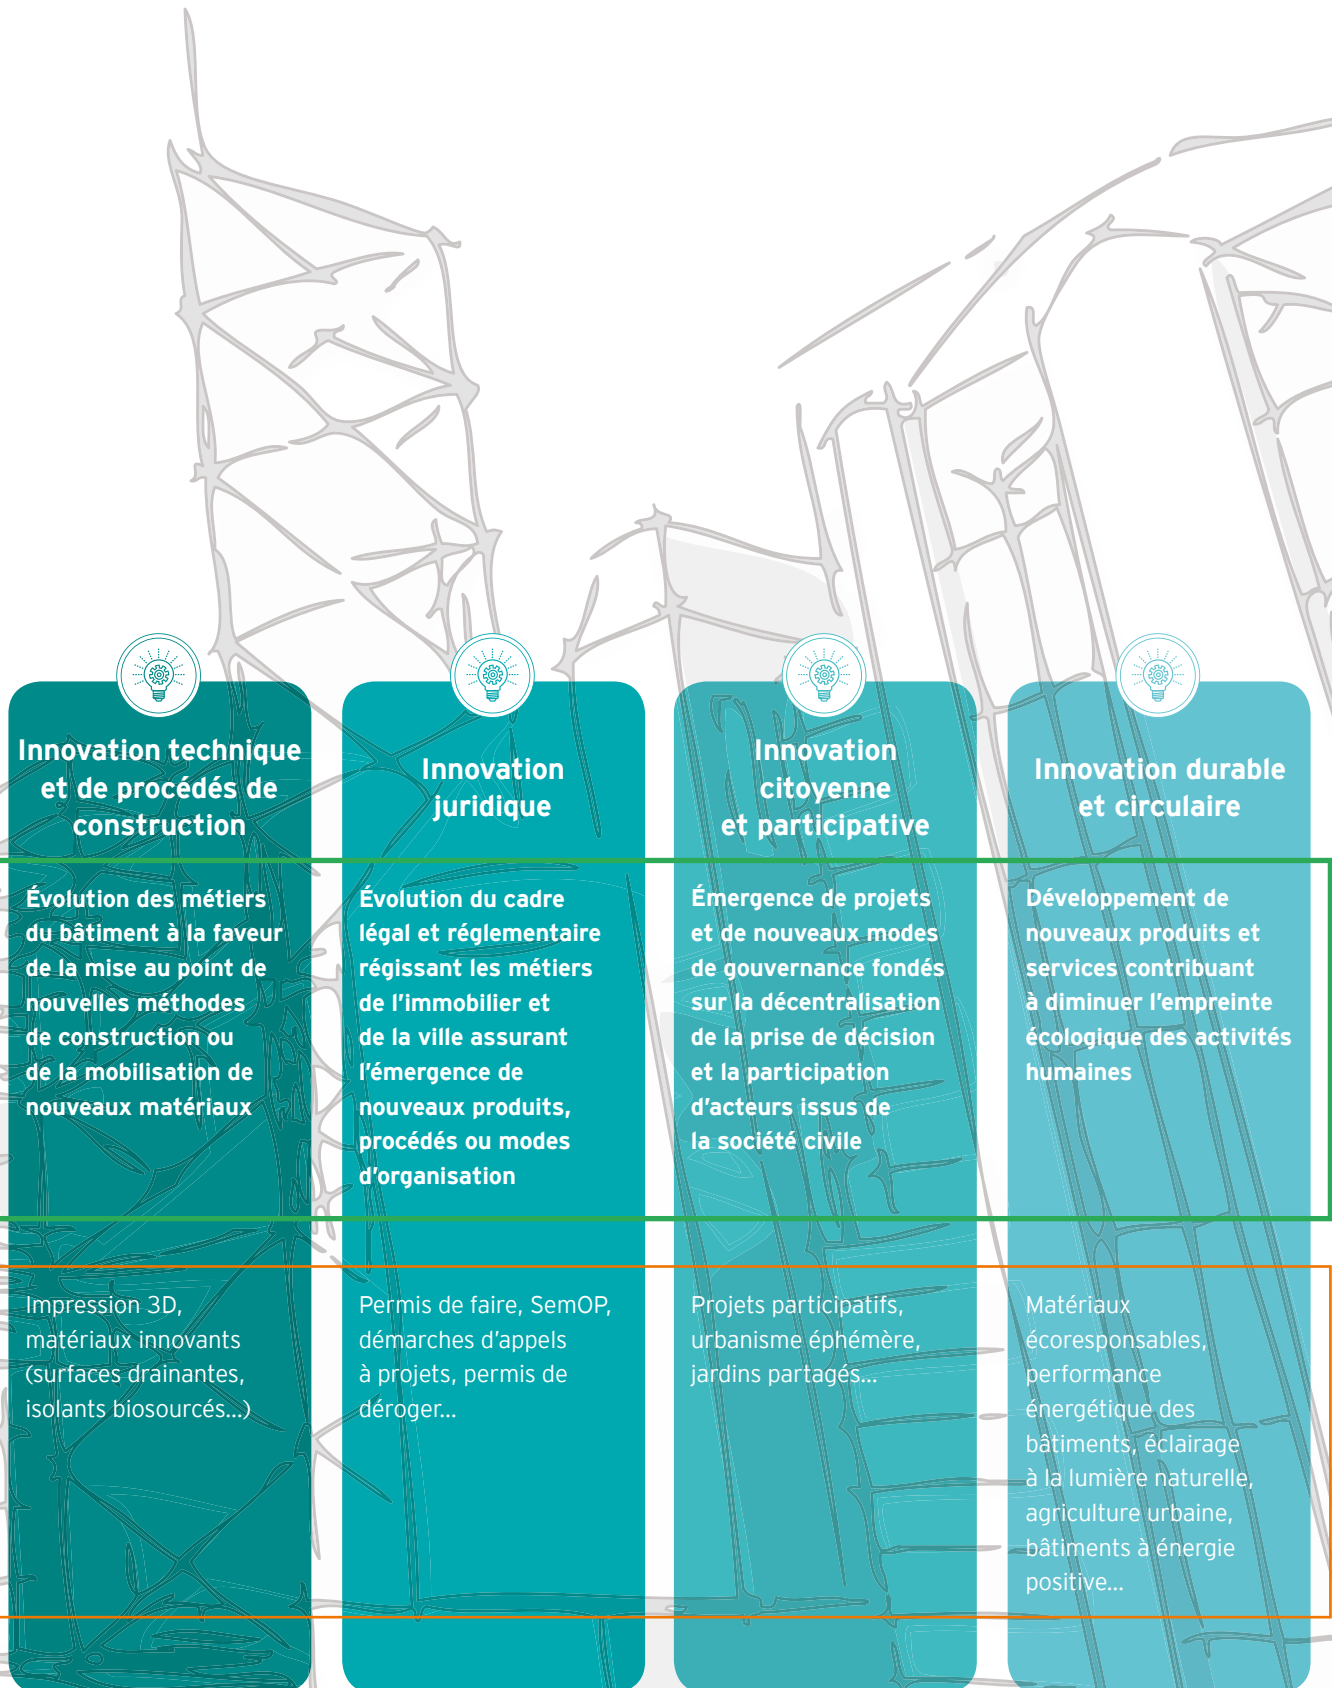 Innovation technique
et de procédés de
construction
Évolution des métiers
du bâtiment à la faveur
de la mise au point de
nouvelles méthodes
de construction ou
de la mobilisation de
nouveaux matériaux
Impression 3D,
matériaux innovants
(surfaces drainantes,
isolants biosourcés...)
Innovation
juridique
Évolution du cadre
légal et réglementaire
régissant les métiers
de l'immobilier et
de la ville assurant
l'émergence de
nouveaux produits,
procédés ou modes
d'organisation
Permis de faire, SemOP,
démarches d'appels
à projets, permis de
déroger...
Innovation
citoyenne
et participative
Émergence de projets
et de nouveaux modes
de gouvernance fondés
sur la décentralisation
de la prise de décision
et la participation
d'acteurs issus de
la société civile
Projets participatifs,
urbanisme éphémère,
jardins partagés...
Innovation durable
et circulaire
Développement de
nouveaux produits et
services contribuant
à diminuer l'empreinte
écologique des activités
humaines
Matériaux
écoresponsables,
performance
énergétique des
bâtiments, éclairage
à la lumière naturelle,
agriculture urbaine,
bâtiments à énergie
positive...